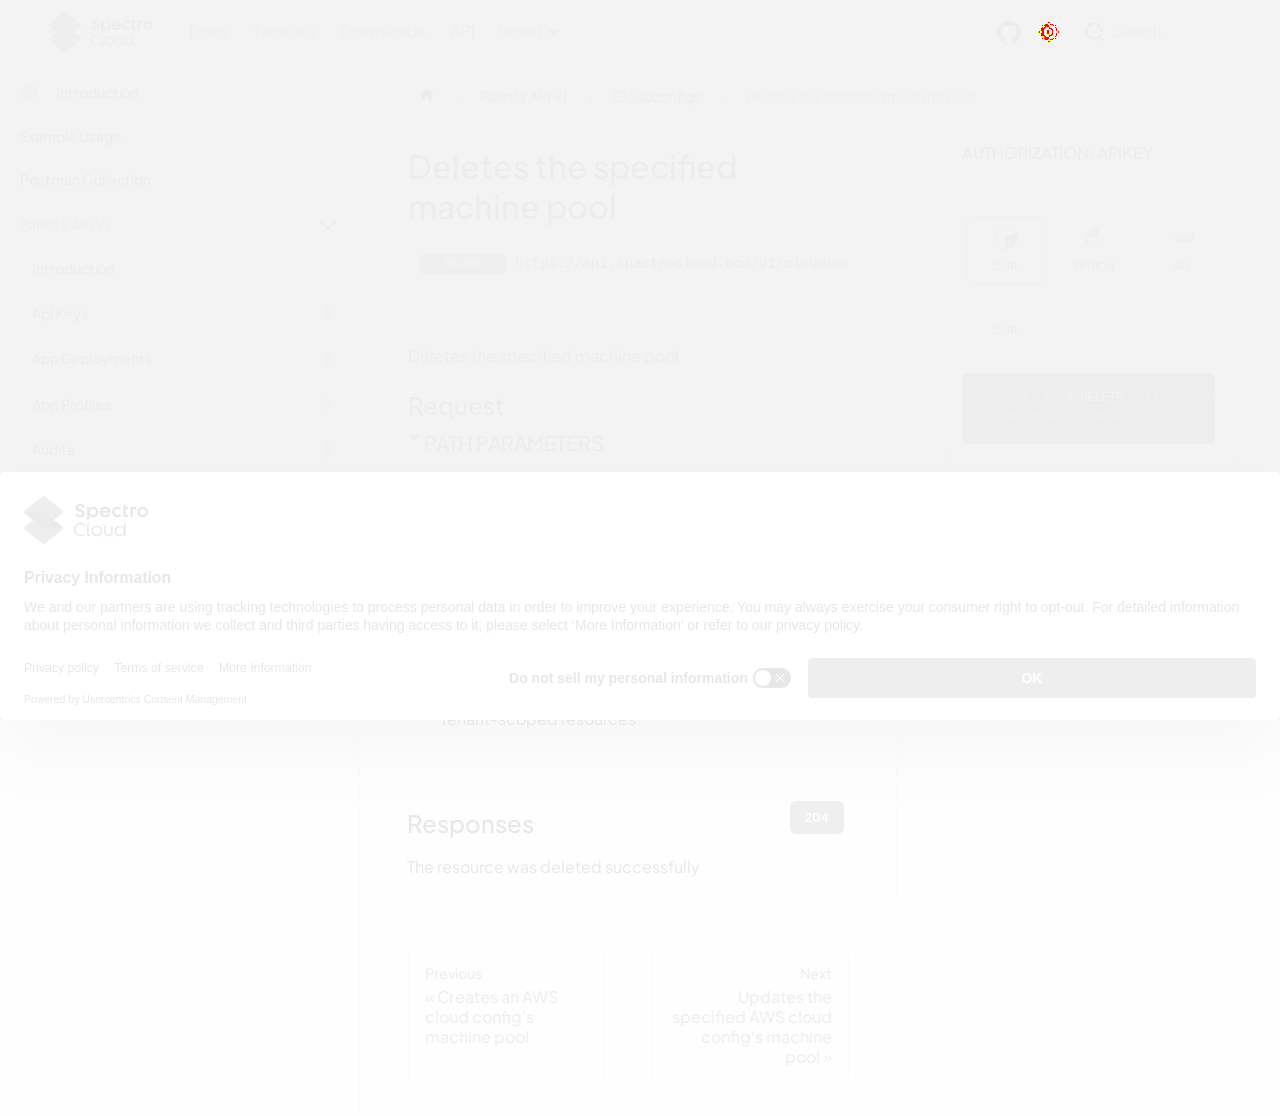 Spectro
Cloud
Docs Tutorials Downloads API latest
Search
Introduction
Palette API V1 Cloudconfigs Deletes the specified machine pool
Example Usage
Postman Collection
Palette API V1
Introduction
Api Keys
App Deployments
App Profiles
Audits
Deletes the specified
machine pool
https://api.spectrocloud.com/v1/cloudcon
Deletes the specified machine pool
Request
PATH PARAMETERS
AUTHORIZATION: APIKEY
CURL PYTHON GO
CURL
DELETE
Spectro
Cloud
Privacy Information
We and our partners are using tracking technologies to process personal data in order to improve your experience. You may always exercise your consumer right to opt-out. For detailed information
about personal information we collect and third parties having access to it, please select ‘More Information’ or refer to our privacy policy.
Privacy policy Terms of service More Information
Do not sell my personal information
OK
Powered by Usercentrics Consent Management
tenant-scoped resources
Responses
204
The resource was deleted successfully
Previous
« Creates an AWS
cloud config's
machine pool
Next
Updates the
specified AWS cloud
config's machine
pool »